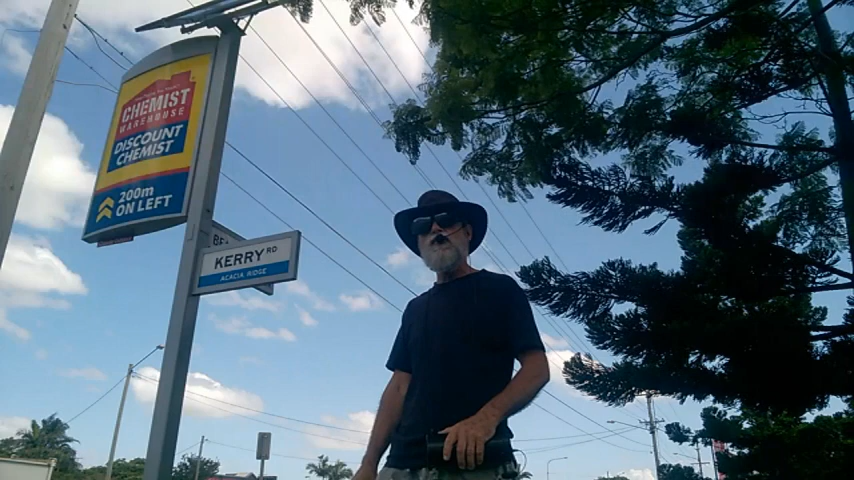 CHEMIST
WAREHOUSE
DISCOUNT
CHEMIST
200m
ON LEFT
KERRY RD
ACACIA RIDGE